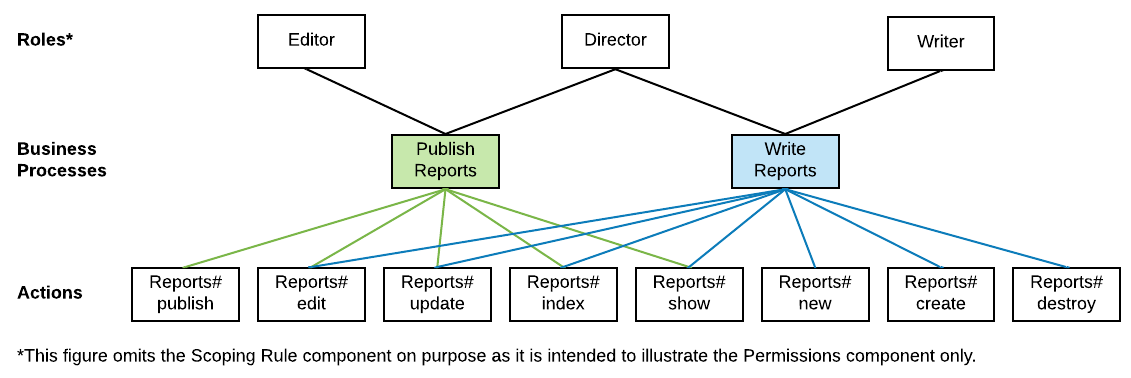 Roles*
Editor
Director
Writer
Business
Processes
Publish
Reports
Write
Reports
Actions
Reports#
publish
Reports#
edit
Reports#
update
Reports#
index
Reports#
show
Reports#
new
Reports#
create
Reports#
destroy
*This figure omits the Scoping Rule component on purpose as it is intended to illustrate the Permissions component only.